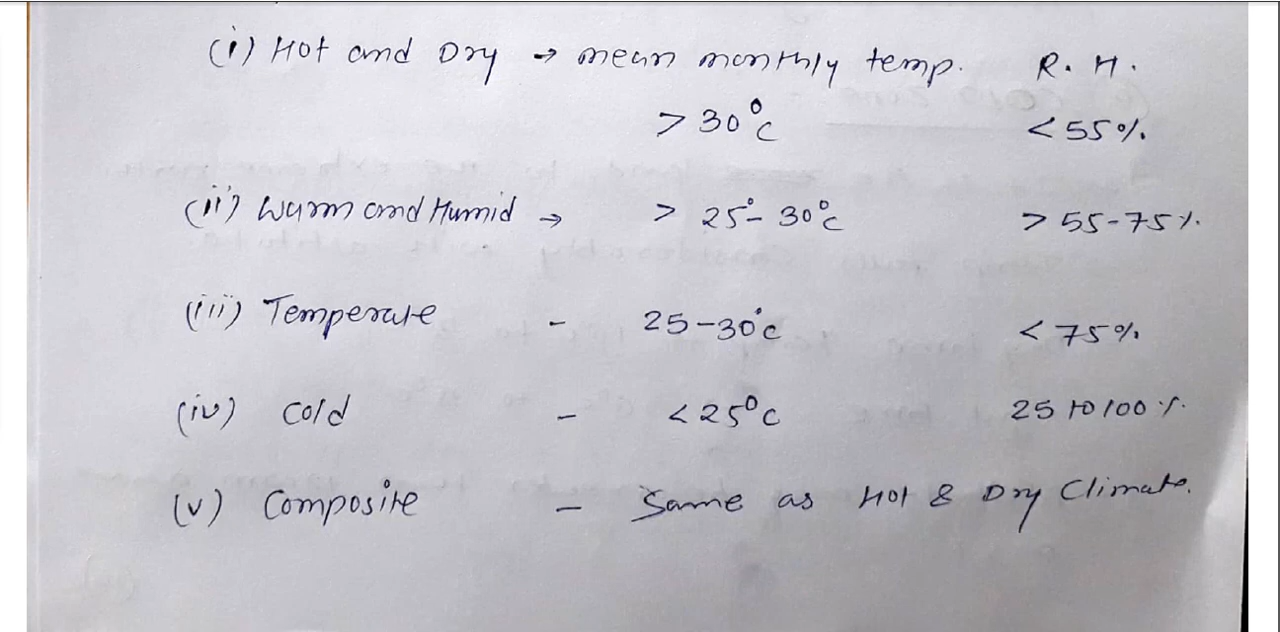 (i) Hot and Dry → mean monthly temp. R.H.
> 30°C < 55%.
(ii) Warm and Humid → > 25°- 30°C > 55-75%.
(iii) Temperate - 25-30°C < 75%.
(iv) Cold - < 25°C 25 to 100%.
(v) Composite - Same as Hot & Dry Climate.